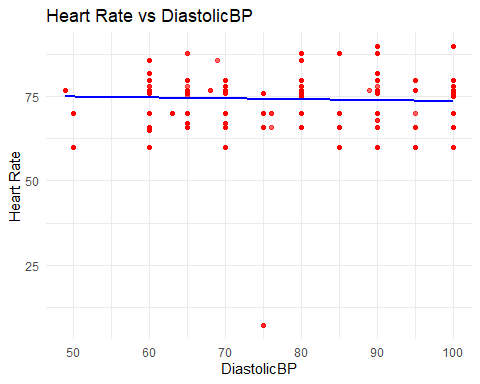 Heart Rate vs DiastolicBP
75
50
25
Heart Rate
50 60 70 80 90 100
DiastolicBP